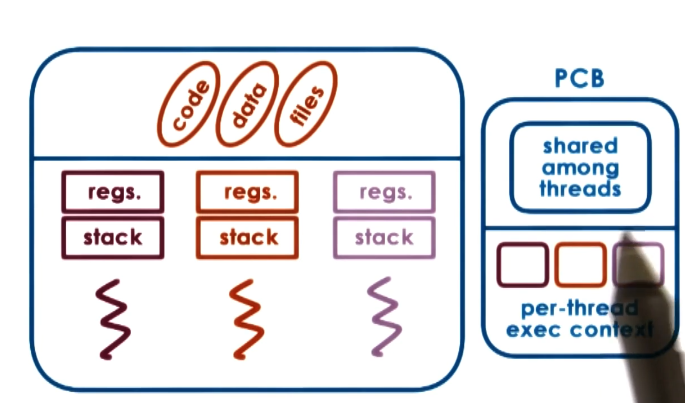 code data files
regs. regs. regs.
stack stack stack
PCB
shared
among
threads
per-thread
exec context